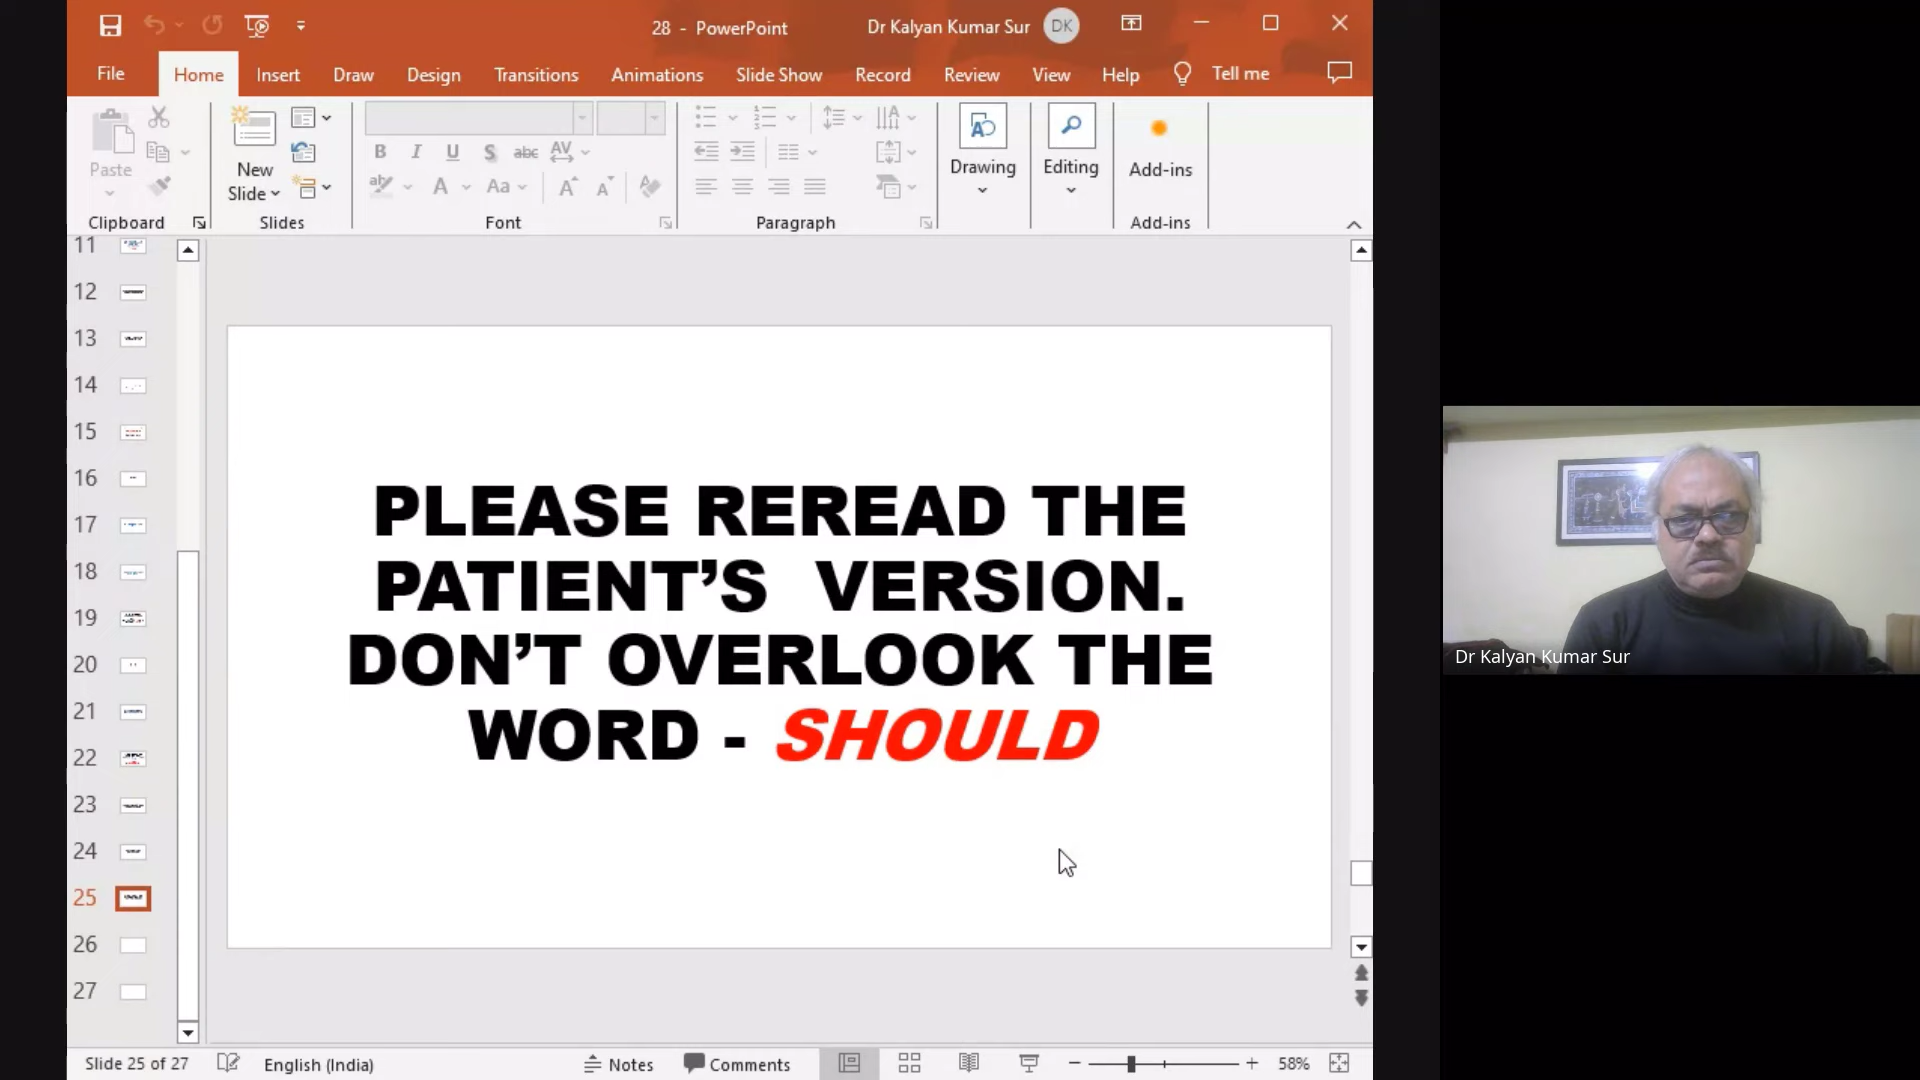 28 - PowerPoint
Dr Kalyan Kumar Sur
DK
File Home Insert Draw Design Transitions Animations Slide Show Record Review View Help Tell me
Paste
New
Slide
B I U S abc AV
A Aa A A
Drawing
Editing
Add-ins
Clipboard
Slides
Font
Paragraph
Add-ins
11
12
13
14
15
16
17
18
19
20
21
22
23
24
25
26
27
PLEASE REREAD THE
PATIENT’S VERSION.
DON’T OVERLOOK THE
WORD - SHOULD
Dr Kalyan Kumar Sur
Slide 25 of 27
English (India)
Notes
Comments
58%